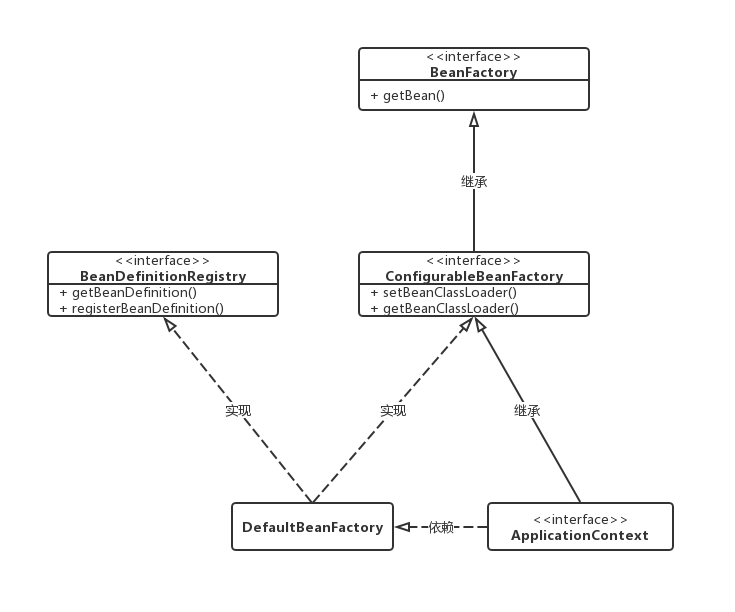 <<interface>>
BeanFactory
+ getBean()
继承
<<interface>>
BeanDefinitionRegistry
+ getBeanDefinition()
+ registerBeanDefinition()
<<interface>>
ConfigurableBeanFactory
+ setBeanClassLoader()
+ getBeanClassLoader()
实现
实现
继承
DefaultBeanFactory
依赖
<<interface>>
ApplicationContext